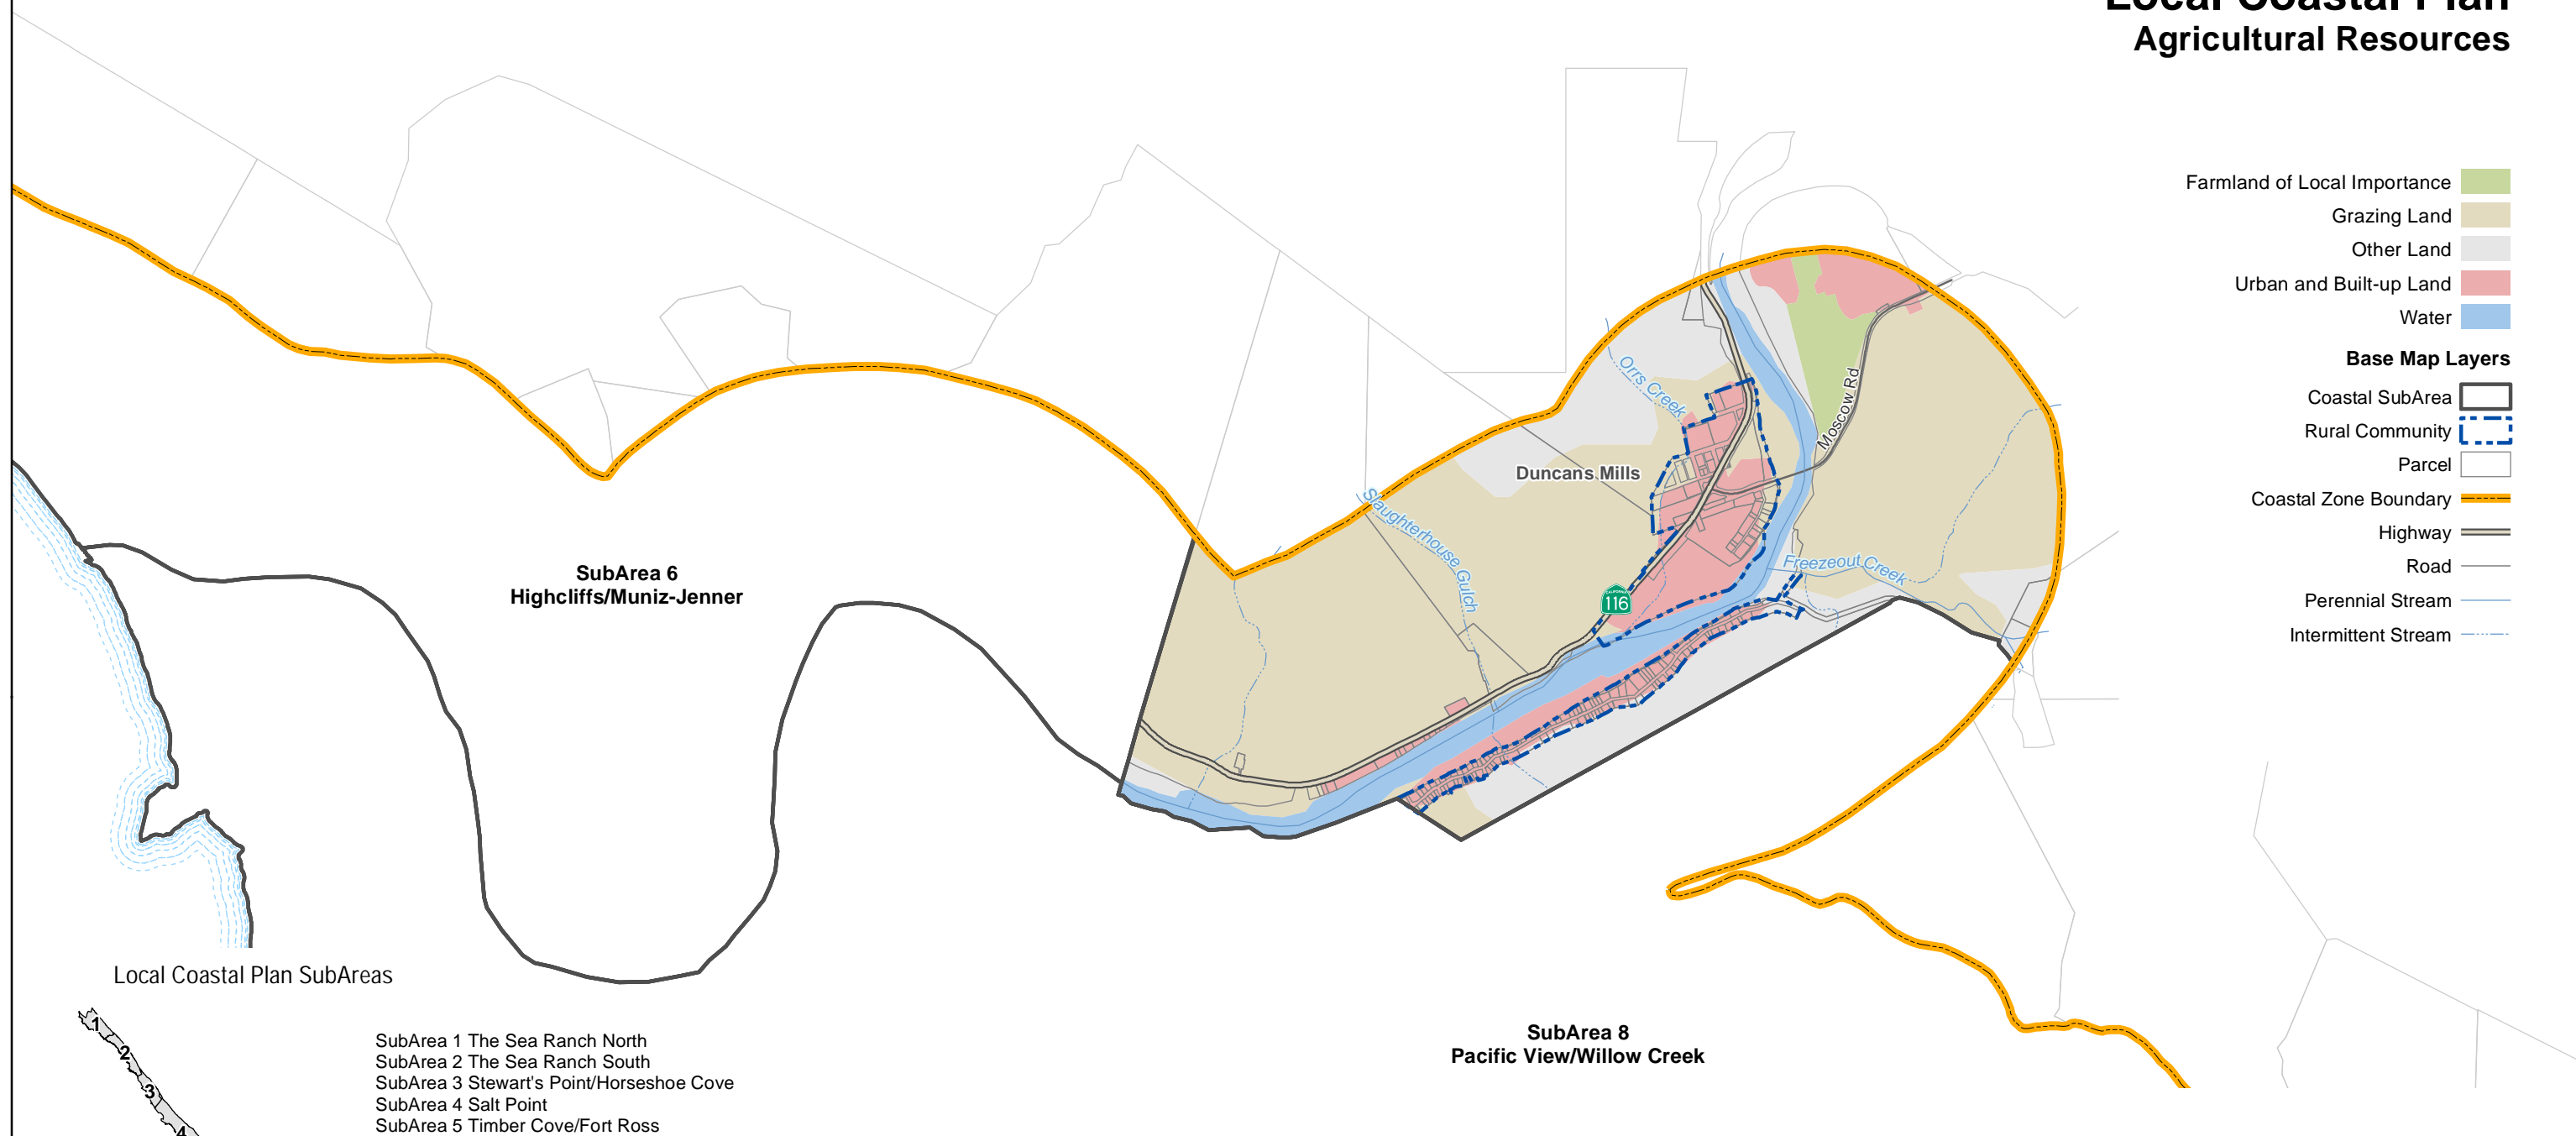 Local Coastal Plan
Agricultural Resources
Farmland of Local Importance
Grazing Land
Other Land
Urban and Built-up Land
Water
Base Map Layers
Coastal SubArea
Rural Community
Parcel
Coastal Zone Boundary
Highway
Road
Perennial Stream
Intermittent Stream
Orrs Creek
Moscow Rd
Duncans Mills
Slaughterhouse Gulch
Freezeout Creek
CALIFORNIA
116
SubArea 6
Highcliffs/Muniz-Jenner
SubArea 8
Pacific View/Willow Creek
Local Coastal Plan SubAreas
1
2
3
4
SubArea 1 The Sea Ranch North
SubArea 2 The Sea Ranch South
SubArea 3 Stewart's Point/Horseshoe Cove
SubArea 4 Salt Point
SubArea 5 Timber Cove/Fort Ross